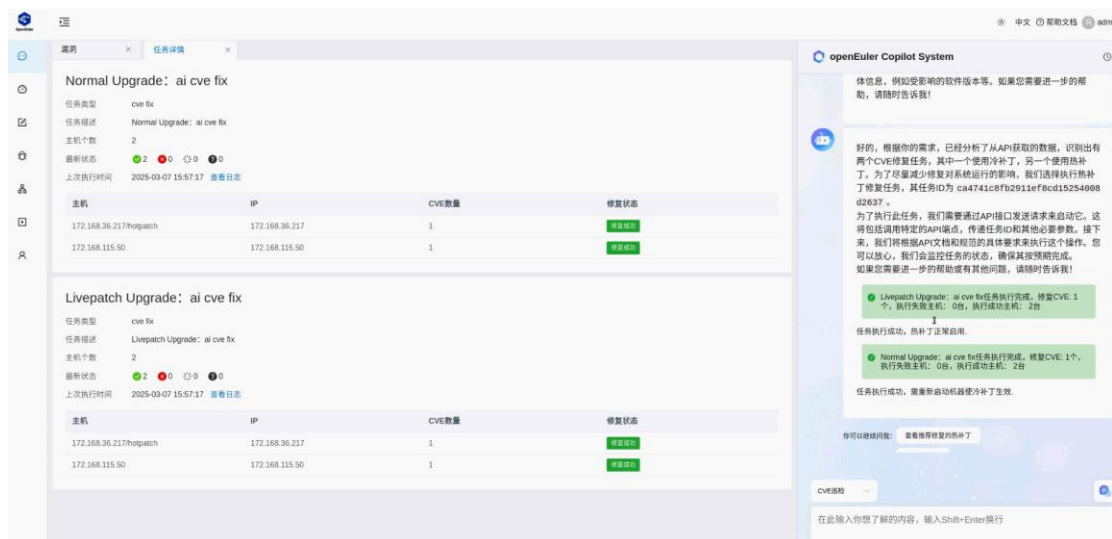 openEuler
中文 帮助文档 adm
漏洞 × 任务详情 ×
Normal Upgrade：ai cve fix
任务类型 cve fix
任务描述 Normal Upgrade：ai cve fix
主机个数 2
最新状态 2 0 0 0
上次执行时间 2025-03-07 15:57:17 查看日志
主机 IP CVE数量 修复状态
172.168.36.217/hotpatch 172.168.36.217 1 修复成功
172.168.115.50 172.168.115.50 1 修复成功
Livepatch Upgrade：ai cve fix
任务类型 cve fix
任务描述 Livepatch Upgrade：ai cve fix
主机个数 2
最新状态 2 0 0 0
上次执行时间 2025-03-07 15:57:17 查看日志
主机 IP CVE数量 修复状态
172.168.36.217/hotpatch 172.168.36.217 1 修复成功
172.168.115.50 172.168.115.50 1 修复成功
openEuler Copilot System
体信息，例如受影响的软件版本等。如果您需要进一步的帮
助，请随时告诉我！
好的，根据你的需求，已经分析了从API获取的数据，识别出有
两个CVE修复任务，其中一个使用冷补丁，另一个使用热补
丁。为了尽量减少修复对系统运行的影响，我们选择执行热补
丁修复任务，其任务ID为 ca4741c8fb2911ef8cd15254008
d2637 。
为了执行此任务，我们需要通过API接口发送请求来启动它。这
将包括调用特定的API端点，传递任务ID和其他必要参数。接下
来，我们将根据API文档和规范的具体要求来执行这个操作。您
可以放心，我们会监控任务的状态，确保其按预期完成。
如果您需要进一步的帮助或有其他问题，请随时告诉我！
Livepatch Upgrade：ai cve fix任务执行完成，修复CVE: 1
个，执行失败主机： 0台，执行成功主机： 2台
任务执行成功，热补丁正常启用.
Normal Upgrade：ai cve fix任务执行完成，修复CVE: 1个，
执行失败主机： 0台，执行成功主机： 2台
任务执行成功，需重新启动机器使冷补丁生效.
你可以继续问我： 查看推荐修复的热补丁
CVE巡检
在此输入你想了解的内容，输入Shift+Enter换行